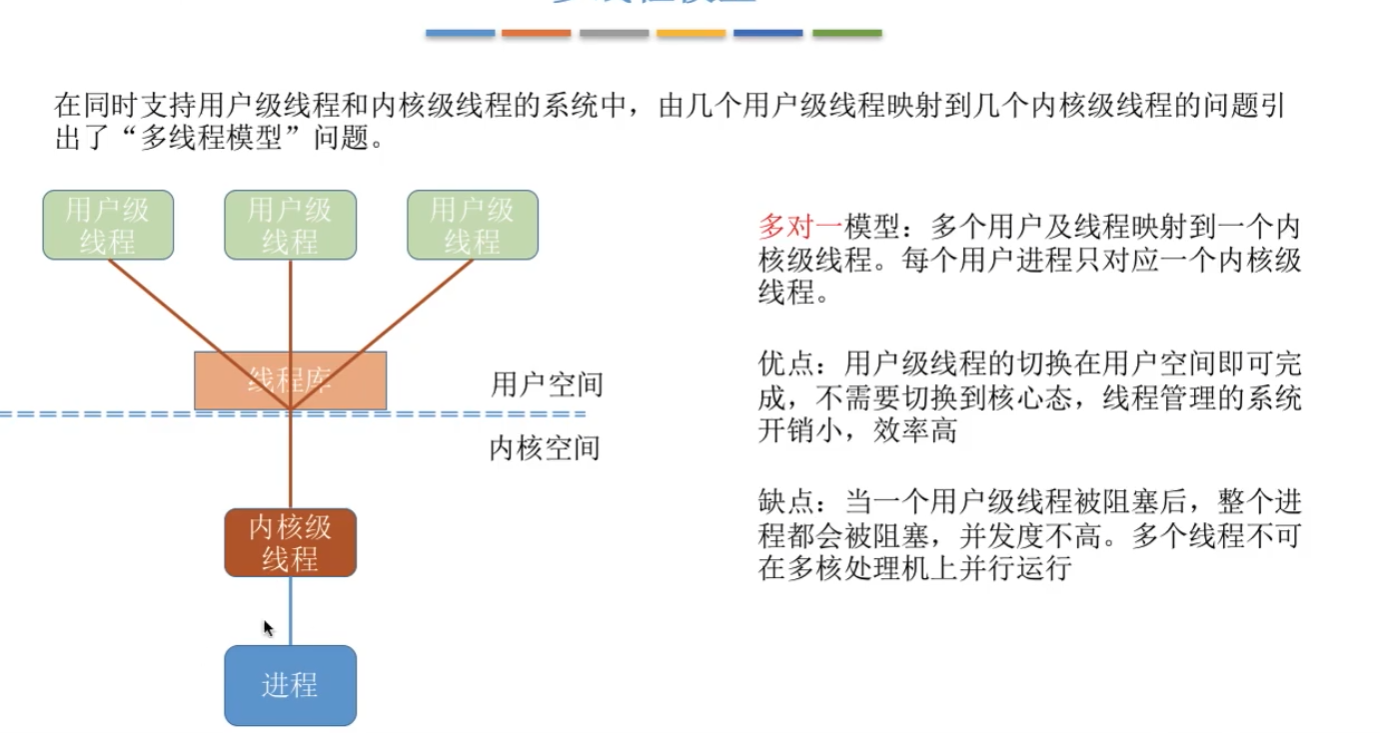 在同时支持用户级线程和内核级线程的系统中，由几个用户级线程映射到几个内核级线程的问题引
出了“多线程模型”问题。
用户级
线程
用户级
线程
用户级
线程
线程库
用户空间
内核空间
内核级
线程
进程
多对一模型：多个用户及线程映射到一个内
核级线程。每个用户进程只对应一个内核级
线程。
优点：用户级线程的切换在用户空间即可完
成，不需要切换到核心态，线程管理的系统
开销小，效率高
缺点：当一个用户级线程被阻塞后，整个进
程都会被阻塞，并发度不高。多个线程不可
在多核处理机上并行运行